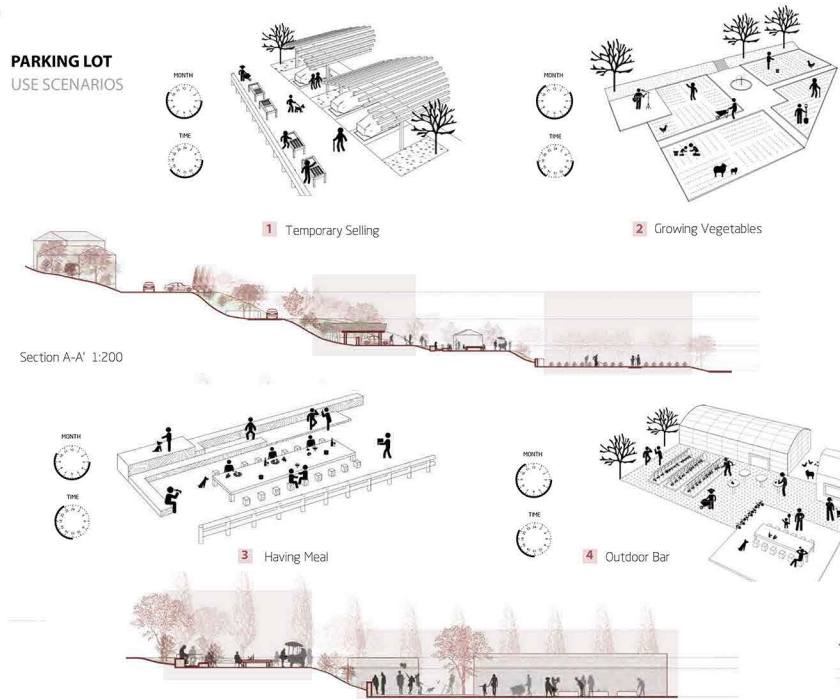 PARKING LOT
USE SCENARIOS
MONTH
TIME
1 Temporary Selling
MONTH
TIME
2 Growing Vegetables
Section A-A' 1:200
MONTH
TIME
3 Having Meal
MONTH
TIME
4 Outdoor Bar